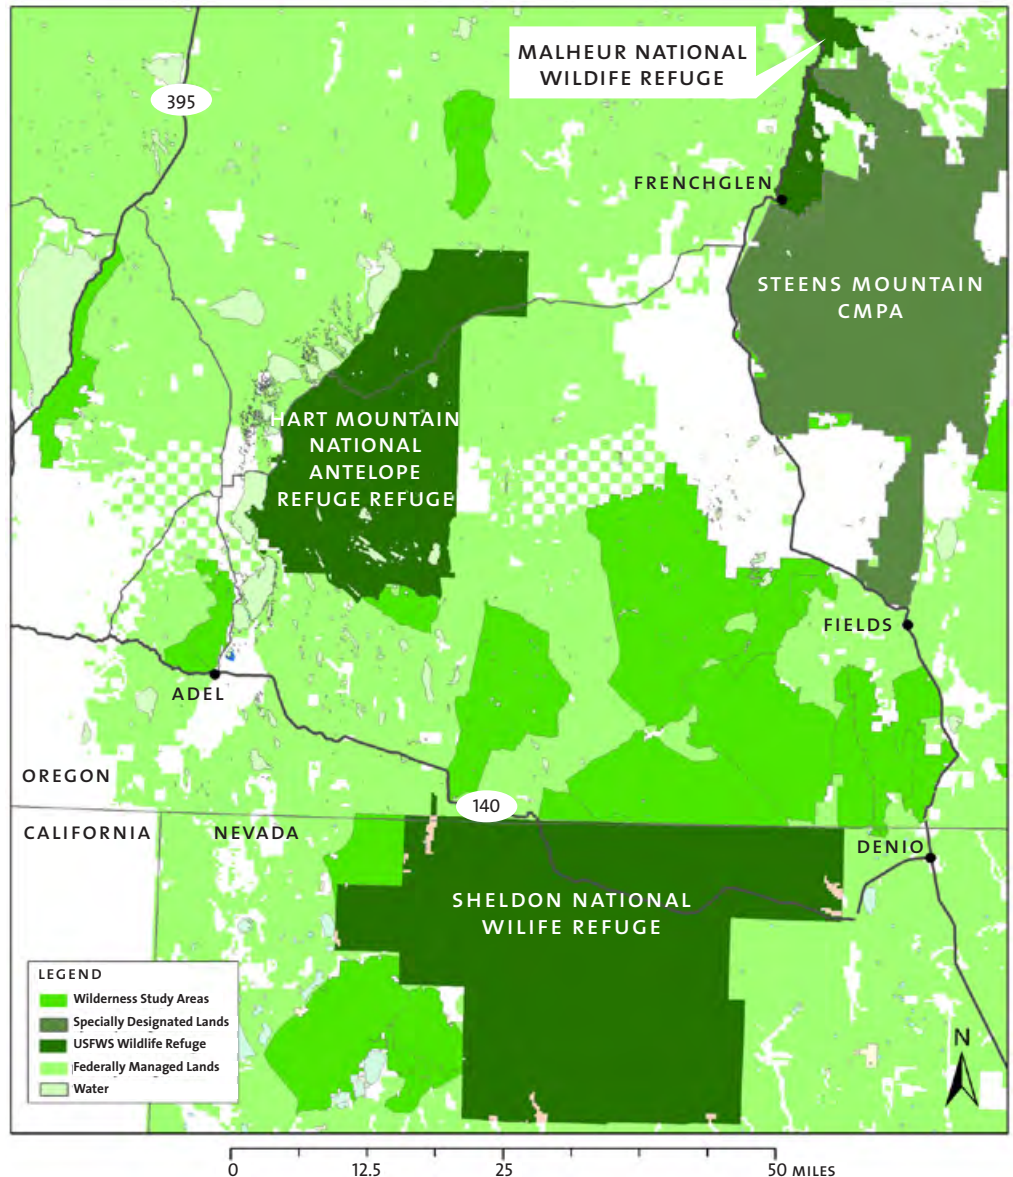 MALHEUR NATIONAL
WILDIFE REFUGE
395
FRENCHGLEN
STEENS MOUNTAIN
CMPA
HART MOUNTAIN
NATIONAL
ANTELOPE
REFUGE REFUGE
FIELDS
ADEL
OREGON
140
CALIFORNIA
NEVADA
DENIO
SHELDON NATIONAL
WILIFE REFUGE
LEGEND
Wilderness Study Areas
Specially Designated Lands
USFWS Wildlife Refuge
Federally Managed Lands
Water
N
0 12.5 25 50 MILES